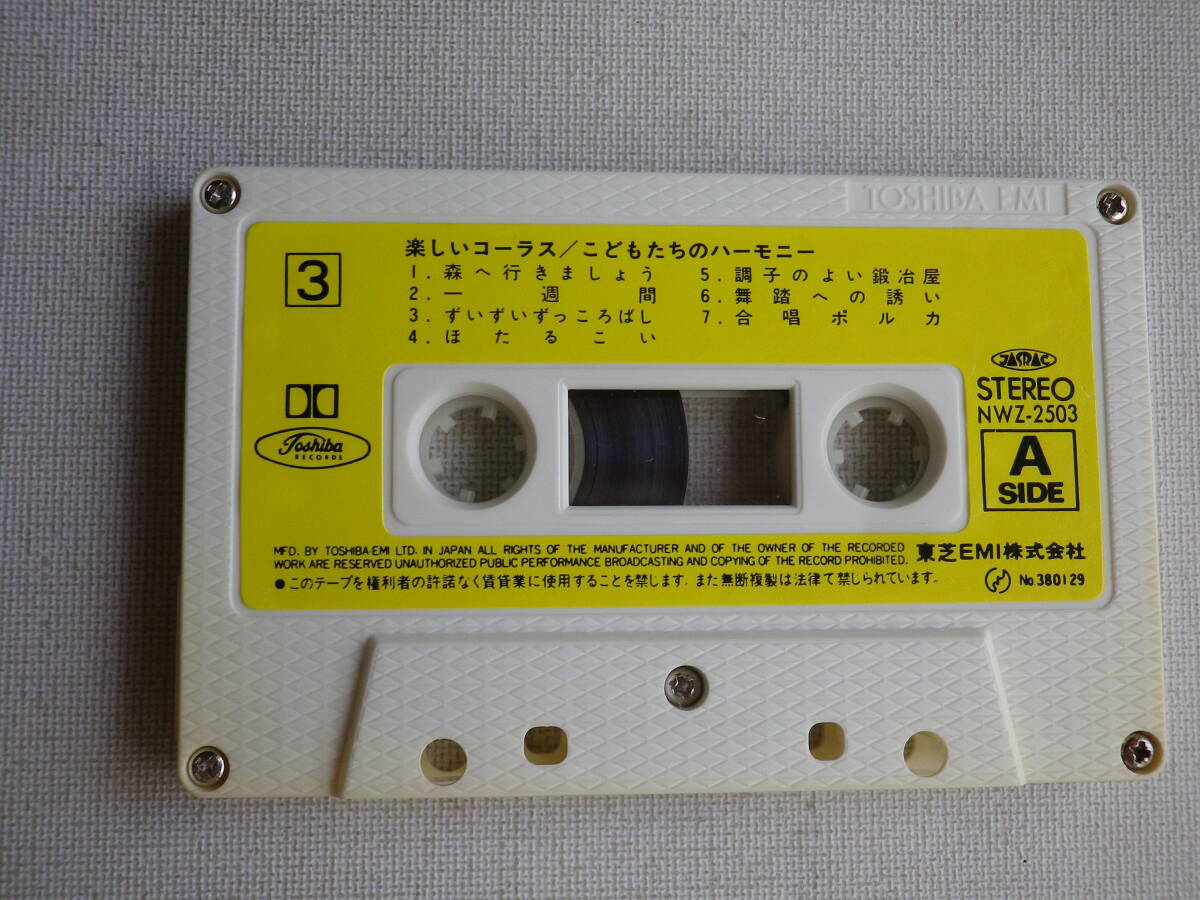 TOSHIBA EMI
3
楽しいコーラス/こどもたちのハーモニー
1. 森へ行きましょう
2. 一週間
3. ずいずいずっころばし
4. ほたるこい
5. 調子のよい鍛冶屋
6. 舞踏への誘い
7. 合唱ポルカ
JASRAC
STEREO
NWZ-2503
A
SIDE
Toshiba
RECORDS
MFD. BY TOSHIBA-EMI LTD. IN JAPAN ALL RIGHTS OF THE MANUFACTURER AND OF THE OWNER OF THE RECORDED
WORK ARE RESERVED UNAUTHORIZED PUBLIC PERFORMANCE BROADCASTING AND COPYING OF THE RECORD PROHIBITED.
東芝EMI株式会社
●このテープを権利者の許諾なく賃貸業に使用することを禁します. また無断複製は法律て禁しられています。
No.380129